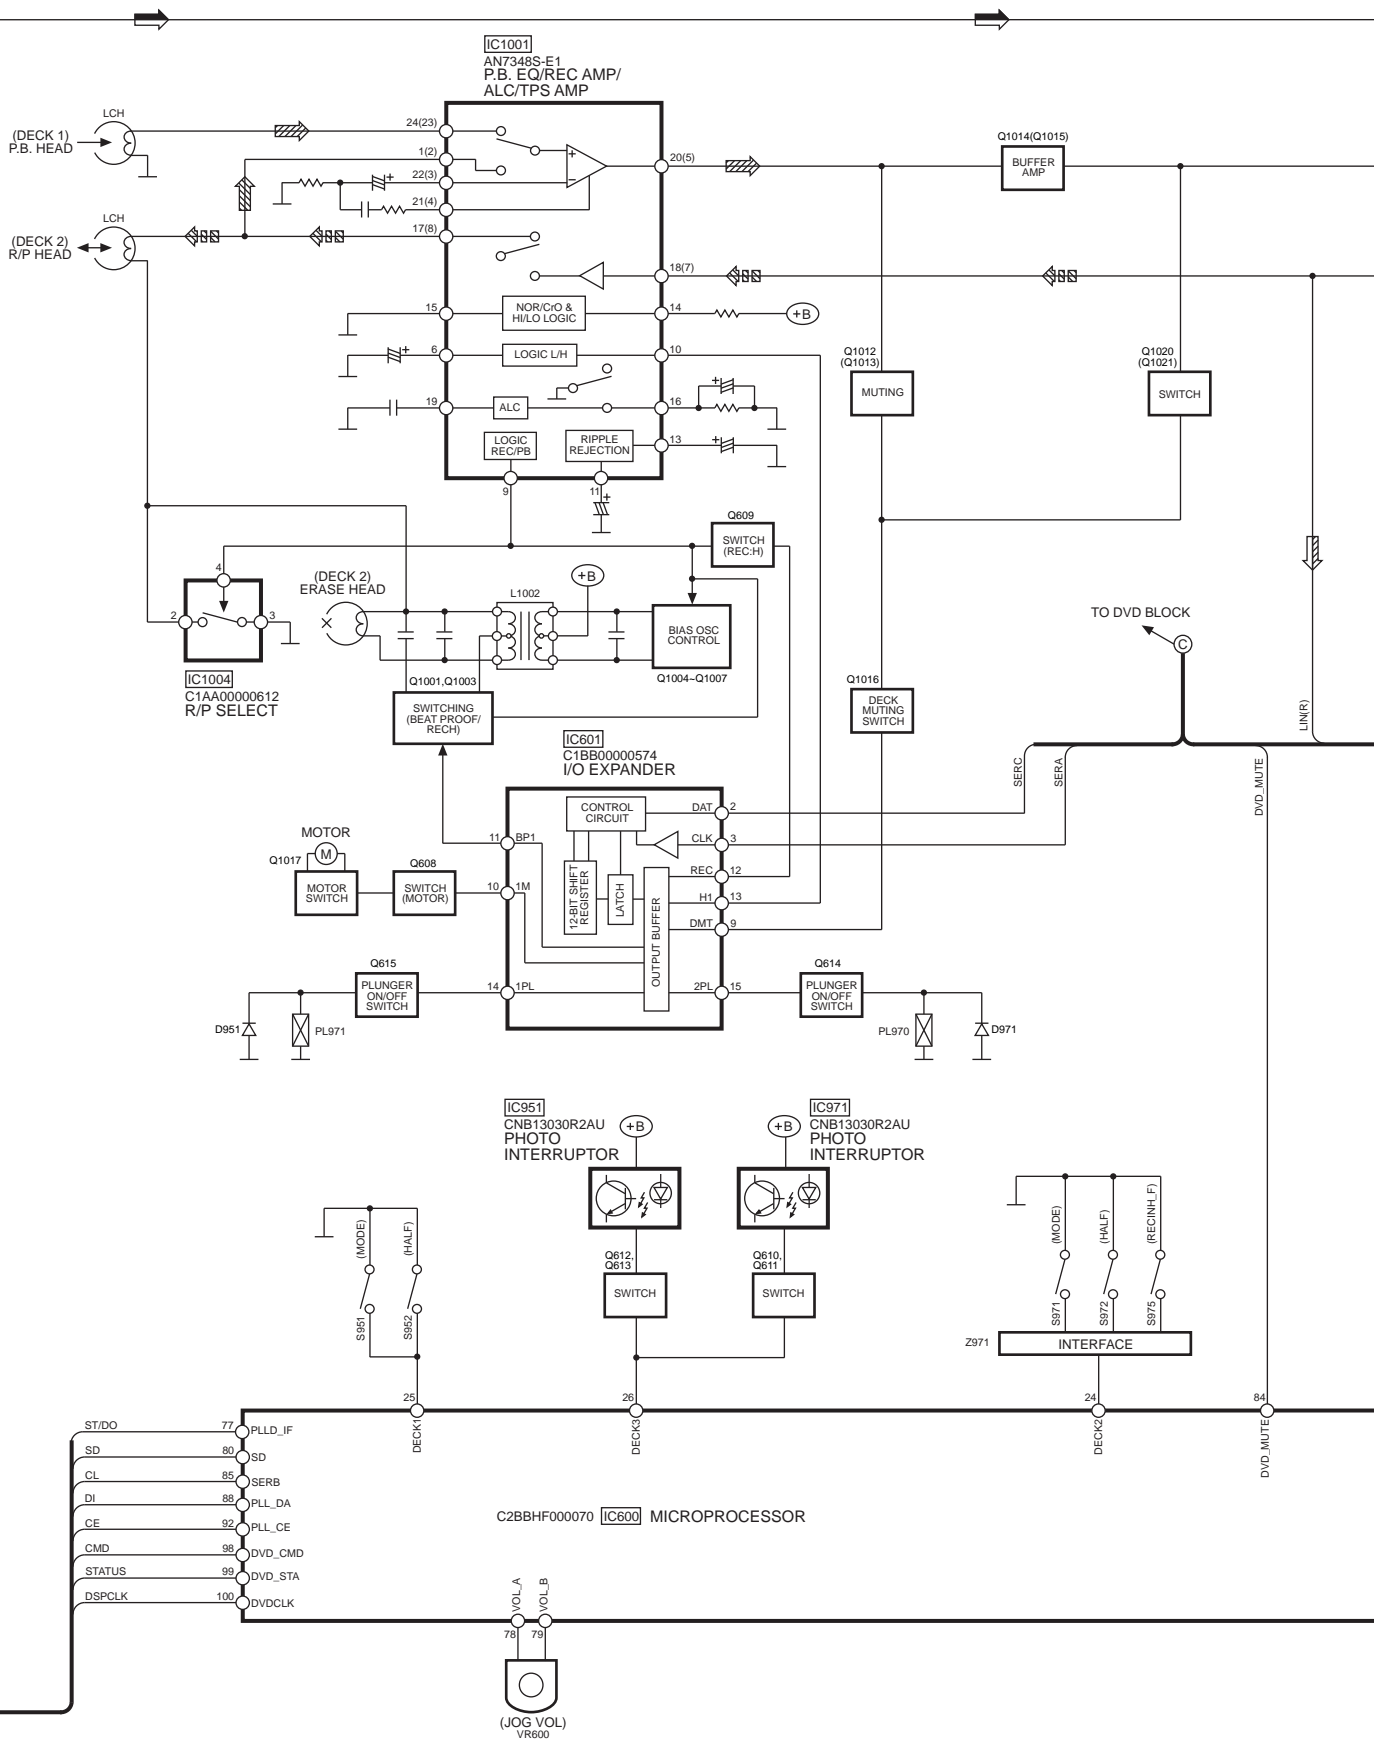 IC1001
AN7348S-E1
P.B. EQ/REC AMP/
ALC/TPS AMP
LCH
(DECK 1)
P.B. HEAD
24(23)
1(2)
22(3)
21(4)
17(8)
20(5)
18(7)
LCH
(DECK 2)
R/P HEAD
Q1014(Q1015)
BUFFER
AMP
15
NOR/CrO &
HI/LO LOGIC
14
+B
6
LOGIC L/H
10
19
ALC
16
LOGIC
REC/PB
RIPPLE
REJECTION
13
9
11
Q1012
(Q1013)
MUTING
Q1020
(Q1021)
SWITCH
Q609
SWITCH
(REC:H)
4
2
3
IC1004
C1AA00000612
R/P SELECT
(DECK 2)
ERASE HEAD
L1002
+B
BIAS OSC
CONTROL
Q1004~Q1007
Q1001,Q1003
SWITCHING
(BEAT PROOF/
RECH)
TO DVD BLOCK
C
Q1016
DECK
MUTING
SWITCH
LIN(R)
SERC
SERA
DVD_MUTE
IC601
C1BB00000574
I/O EXPANDER
CONTROL
CIRCUIT
12-BIT SHIFT
REGISTER
LATCH
OUTPUT BUFFER
DAT
2
CLK
3
REC
12
H1
13
DMT
9
2PL
15
11
BP1
10
1M
14
1PL
MOTOR
M
Q1017
MOTOR
SWITCH
Q608
SWITCH
(MOTOR)
Q615
PLUNGER
ON/OFF
SWITCH
D951
PL971
Q614
PLUNGER
ON/OFF
SWITCH
PL970
D971
IC951
CNB13030R2AU
PHOTO
INTERRUPTOR
+B
+B
IC971
CNB13030R2AU
PHOTO
INTERRUPTOR
Q612,
Q613
SWITCH
Q610,
Q611
SWITCH
(MODE)
(HALF)
S951
S952
(MODE)
(HALF)
(RECINH_F)
S971
S972
S975
Z971
INTERFACE
25
DECK1
26
DECK3
24
DECK2
84
DVD_MUTE
ST/DO
77
PLLD_IF
SD
80
SD
CL
85
SERB
DI
88
PLL_DA
CE
92
PLL_CE
CMD
98
DVD_CMD
STATUS
99
DVD_STA
DSPCLK
100
DVDCLK
C2BBHF000070 IC600 MICROPROCESSOR
VOL_A
VOL_B
78
79
(JOG VOL)
VR600